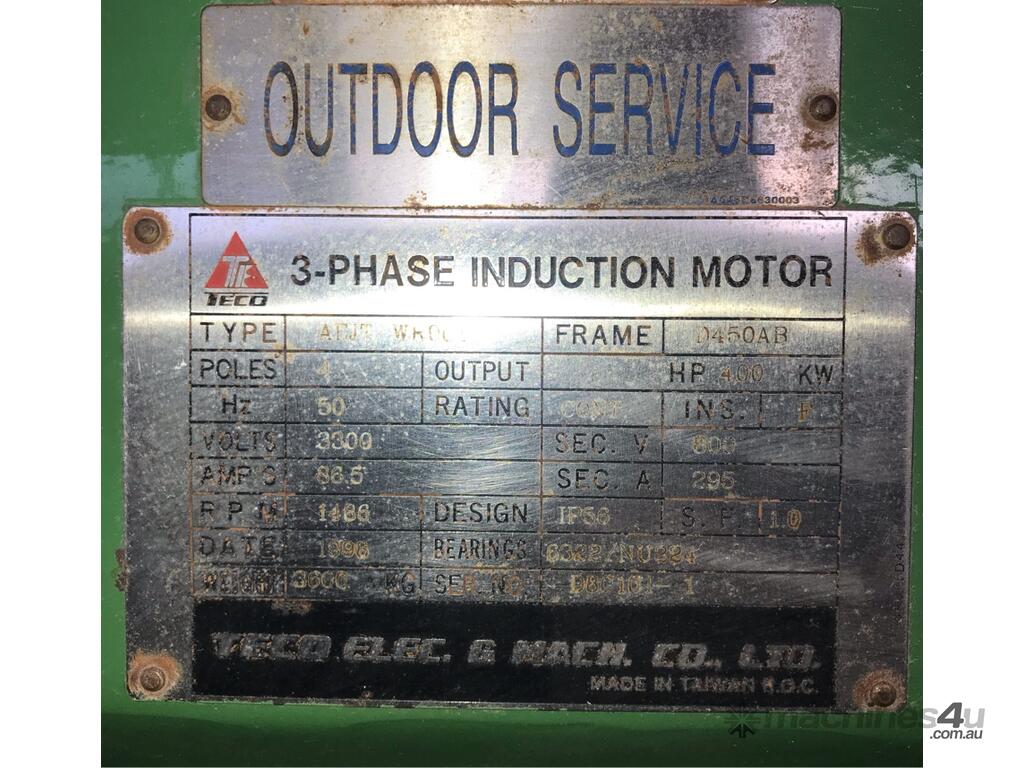 OUTDOOR SERVICE
TECO
3-PHASE INDUCTION MOTOR
TYPE FRAME D450AB
POLES 4 OUTPUT HP 400 KW
Hz 50 RATING CONT INS. F
VOLTS 3300 SEC. V 800
AMP'S 86.5 SEC. A 295
RPM 1486 DESIGN IP56 S.F. 1.0
DATE 1996 BEARINGS
WEIGHT KG SER. NO.
TECO ELEC. & MACH. CO., LTD.
MADE IN TAIWAN R.O.C.
machines4u
.com.au